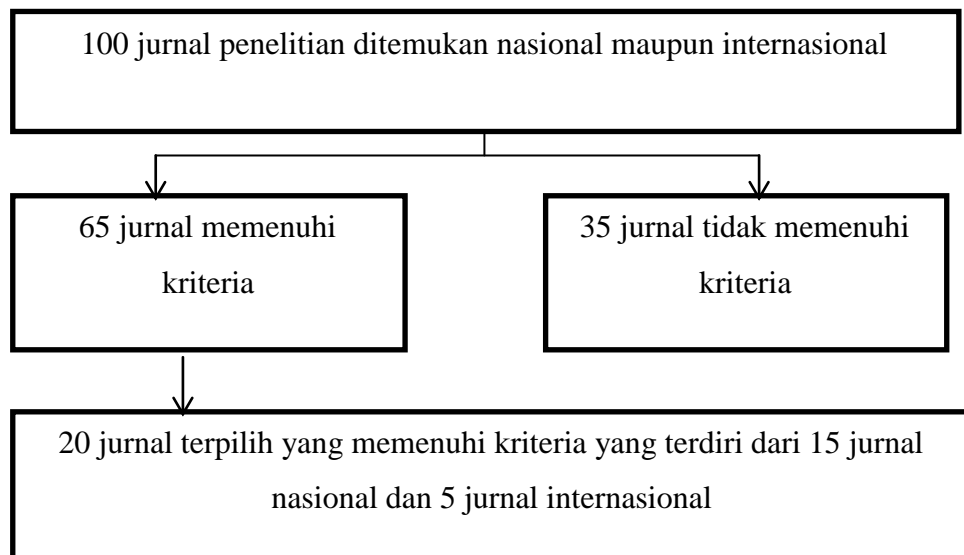 100 jurnal penelitian ditemukan nasional maupun internasional
65 jurnal memenuhi
kriteria
35 jurnal tidak memenuhi
kriteria
20 jurnal terpilih yang memenuhi kriteria yang terdiri dari 15 jurnal
nasional dan 5 jurnal internasional